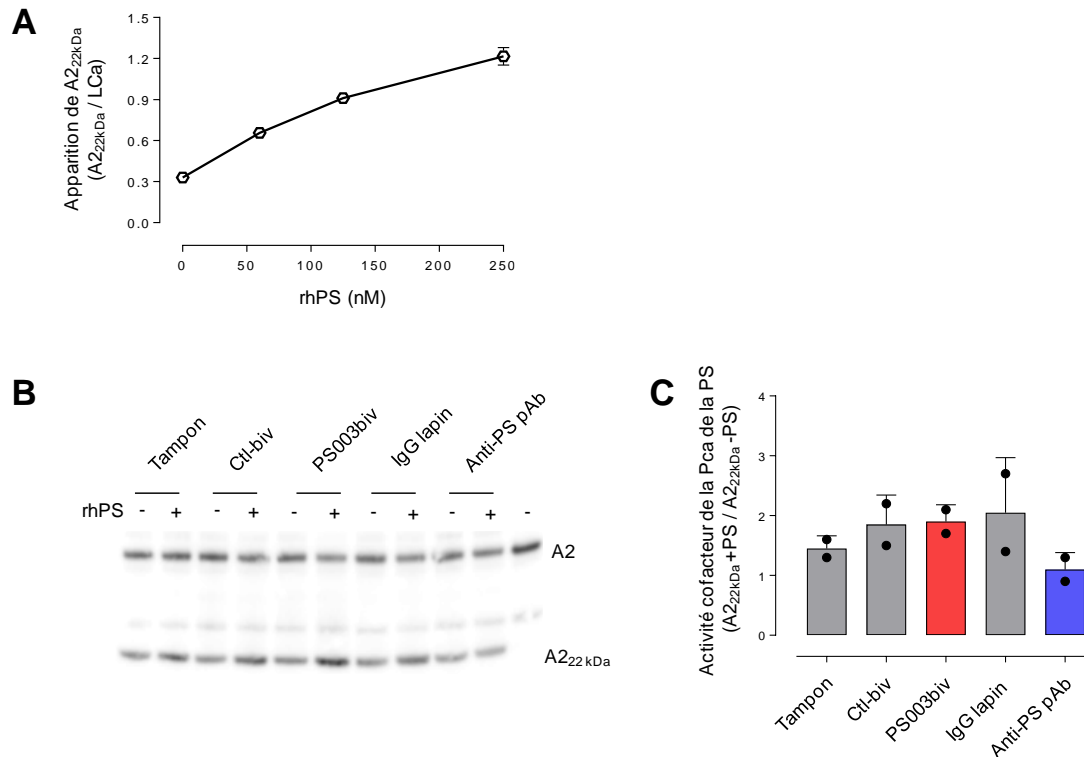 A
Apparition de A2₂₂kDa
(A2₂₂kDa / LCa)
1.5
1.2
0.9
0.6
0.3
0.0
0 50 100 150 200 250
rhPS (nM)
B
Tampon Ctl-biv PS003biv IgG lapin Anti-PS pAb
rhPS - + - + - + - + - + -
A2
A2₂₂ kDa
C
Activité cofacteur de la Pca de la PS
(A2₂₂kDa+PS / A2₂₂kDa-PS)
4
3
2
1
0
Tampon Ctl-biv PS003biv IgG lapin Anti-PS pAb